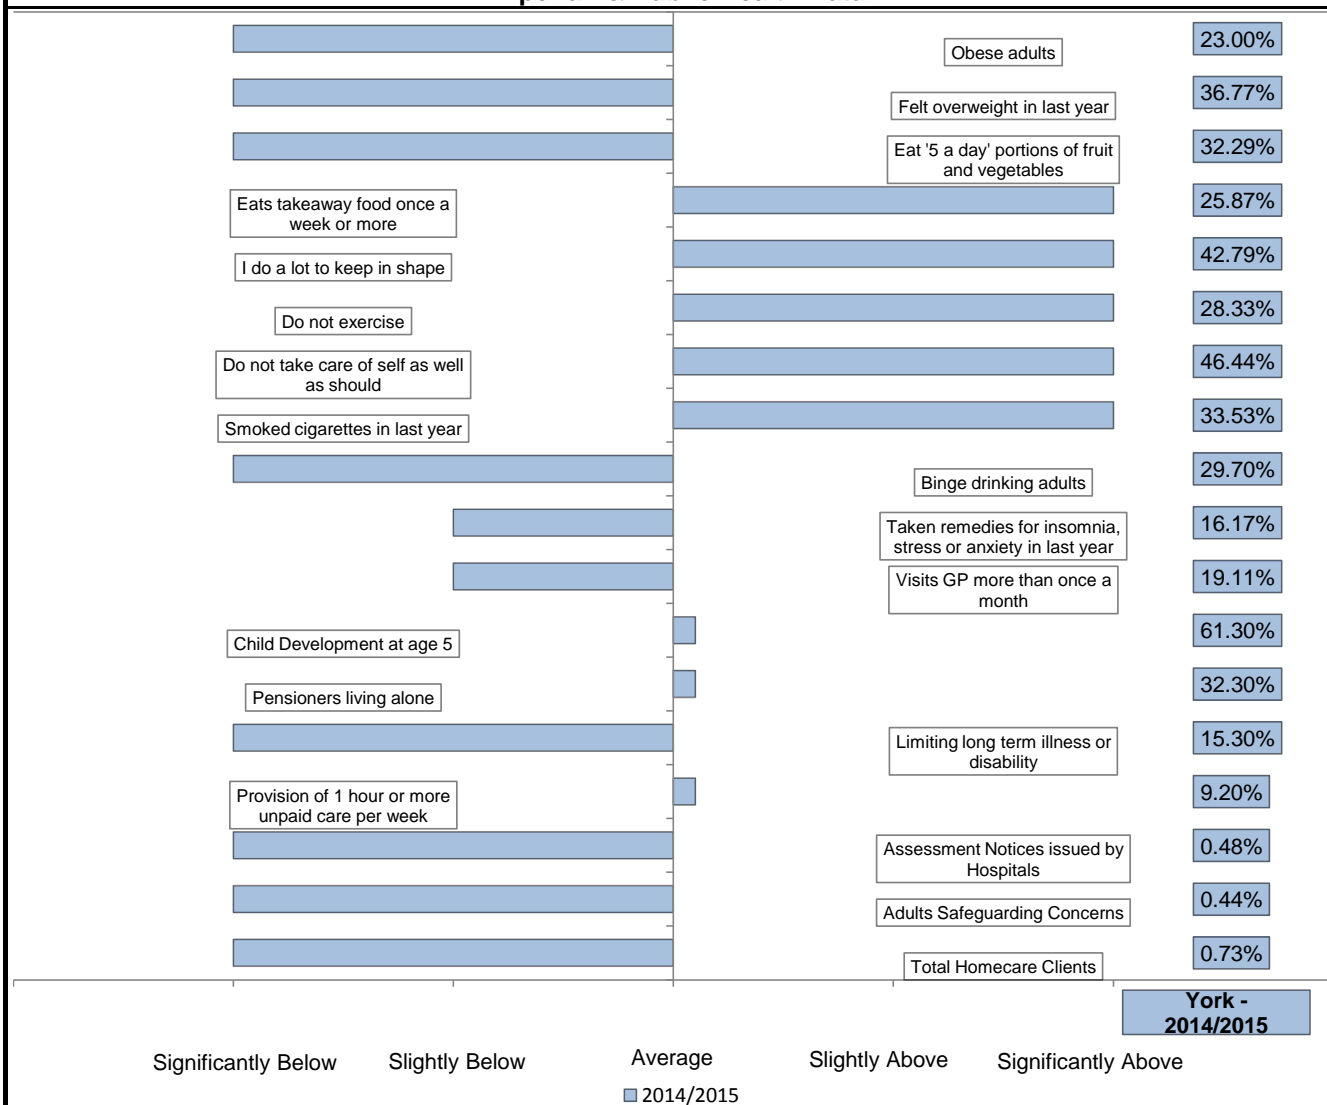 Obese adults
23.00%
Felt overweight in last year
36.77%
Eat '5 a day' portions of fruit
and vegetables
32.29%
Eats takeaway food once a
week or more
25.87%
I do a lot to keep in shape
42.79%
Do not exercise
28.33%
Do not take care of self as well
as should
46.44%
Smoked cigarettes in last year
33.53%
Binge drinking adults
29.70%
Taken remedies for insomnia,
stress or anxiety in last year
16.17%
Visits GP more than once a
month
19.11%
Child Development at age 5
61.30%
Pensioners living alone
32.30%
Limiting long term illness or
disability
15.30%
Provision of 1 hour or more
unpaid care per week
9.20%
Assessment Notices issued by
Hospitals
0.48%
Adults Safeguarding Concerns
0.44%
Total Homecare Clients
0.73%
York -
2014/2015
Significantly Below Slightly Below Average Slightly Above Significantly Above
2014/2015